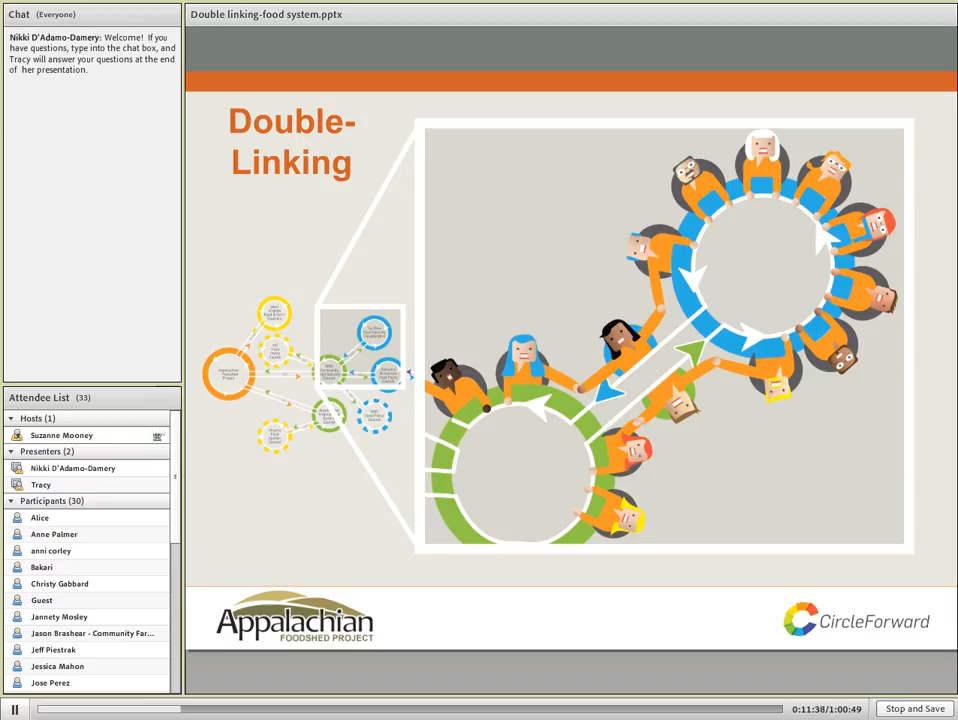 Chat (Everyone)
Nikki D'Adamo-Damery: Welcome! If you
have questions, type into the chat box, and
Tracy will answer your questions at the end
of her presentation.
Attendee List (33)
Hosts (1)
Suzanne Mooney
Presenters (2)
Nikki D'Adamo-Damery
Tracy
Participants (30)
Alice
Anne Palmer
anni corley
Bakari
Christy Gabbard
Guest
Jannety Mosley
Jason Brashear - Community Far...
Jeff Piestrak
Jessica Mahon
Jose Perez
Double linking-food system.pptx
Double-
Linking
Appalachian
Foodshed
Project
Appalachian
FOODSHED PROJECT
CircleForward
0:11:38/1:00:49
Stop and Save